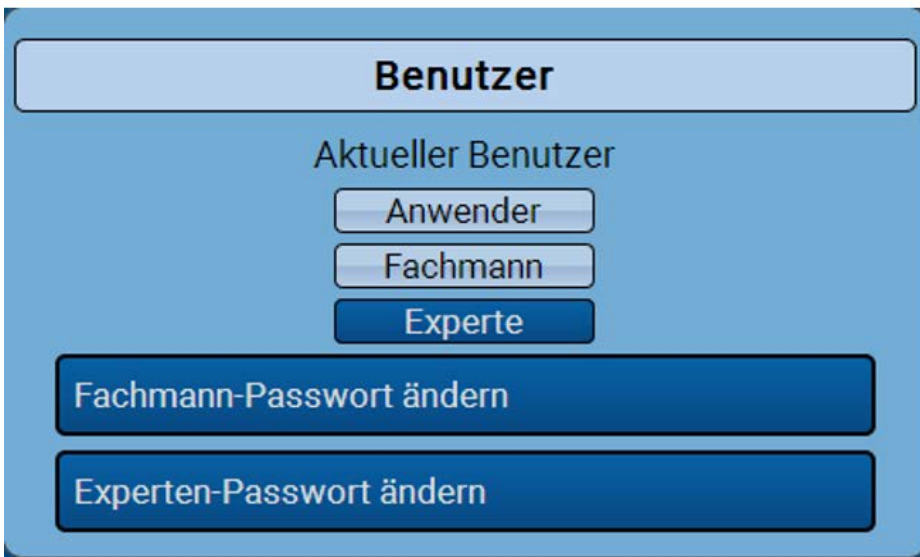 Benutzer
Aktueller Benutzer
Anwender
Fachmann
Experte
Fachmann-Passwort ändern
Experten-Passwort ändern